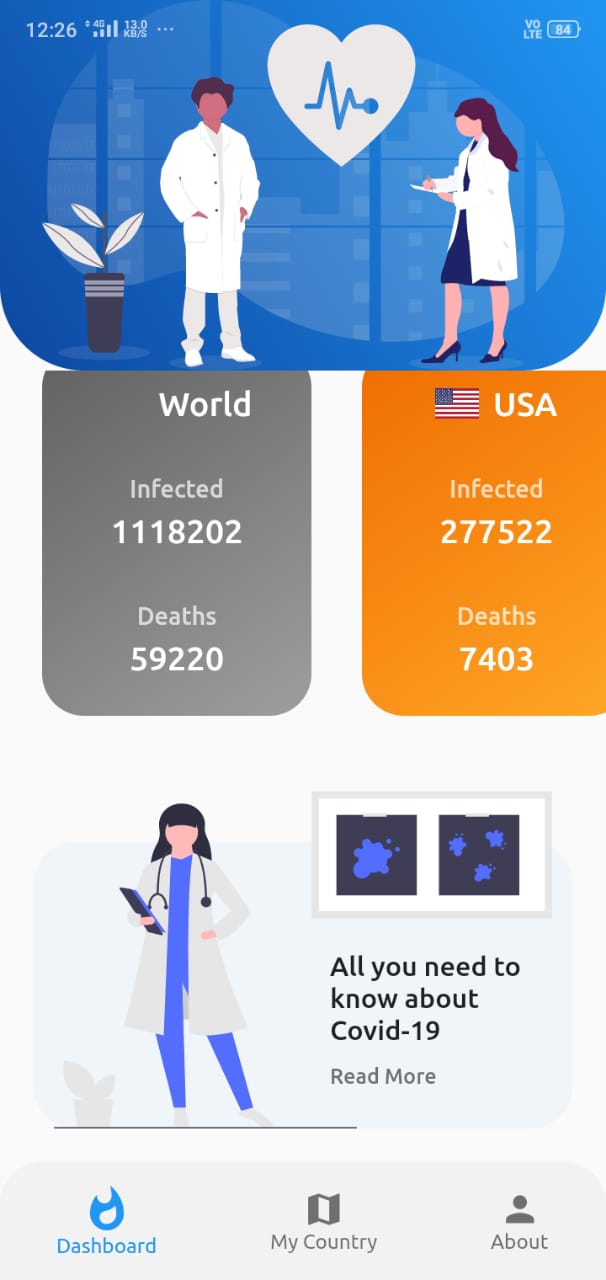 12:26 4G 13.0 KB/S ... VO LTE 84
World
USA
Infected
1118202
Deaths
59220
Infected
277522
Deaths
7403
All you need to
know about
Covid-19
Read More
Dashboard
My Country
About